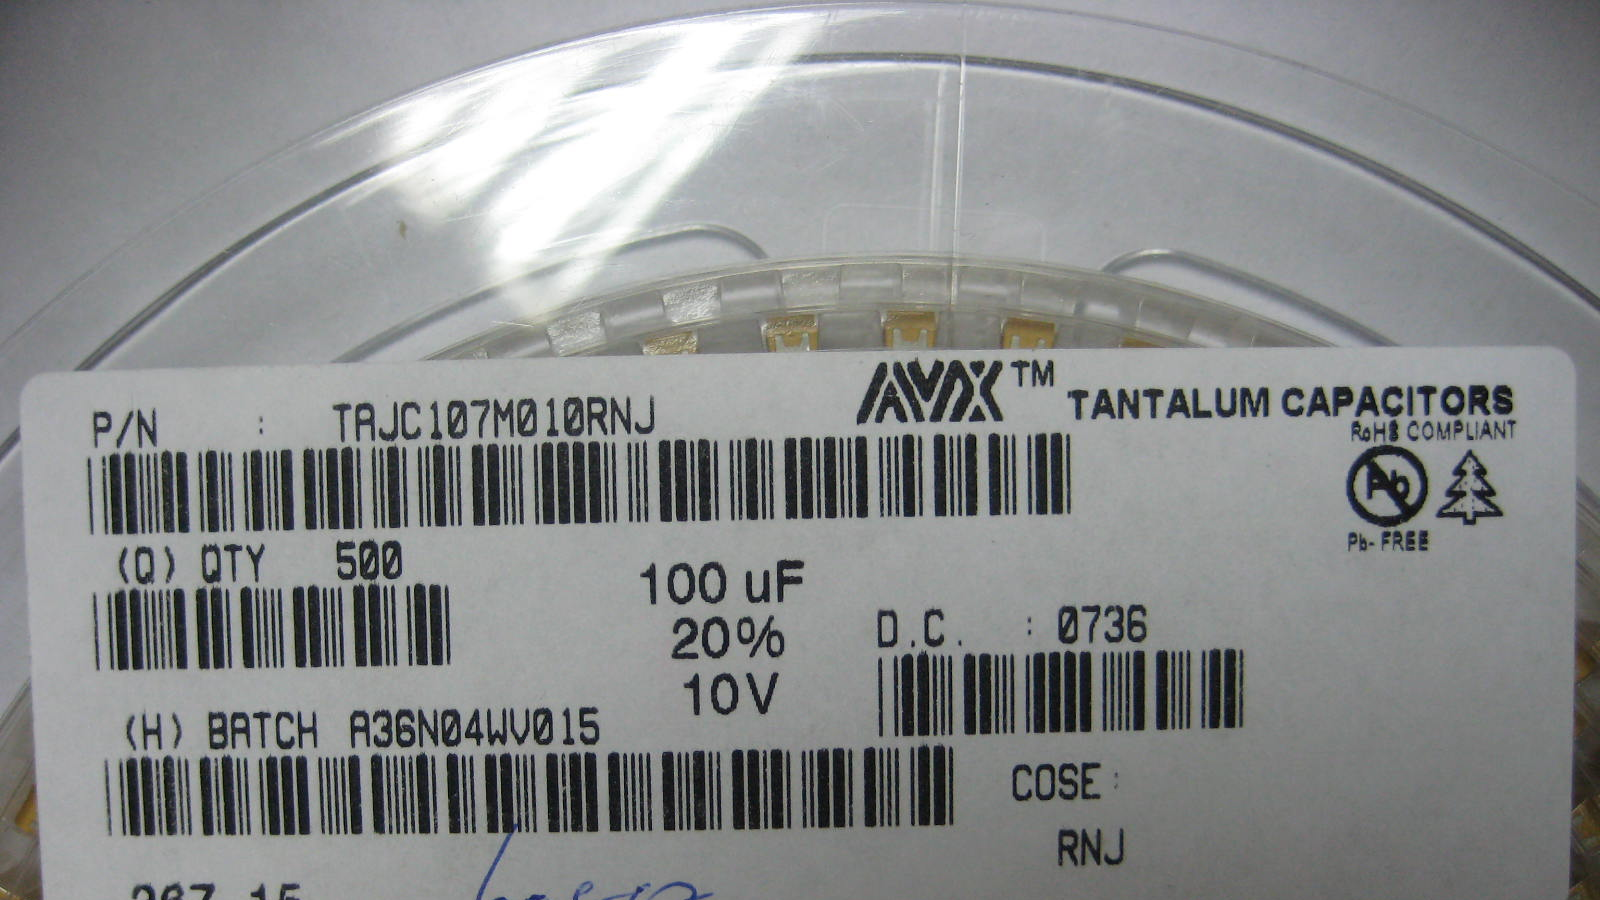 AVX™ TANTALUM CAPACITORS
P/N : TAJC107M010RNJ
RoHS COMPLIANT
Pb
Pb-FREE
(Q) QTY 500
100 uF
20%
D.C. : 0736
10V
(H) BATCH A36N04WV015
COSE:
RNJ